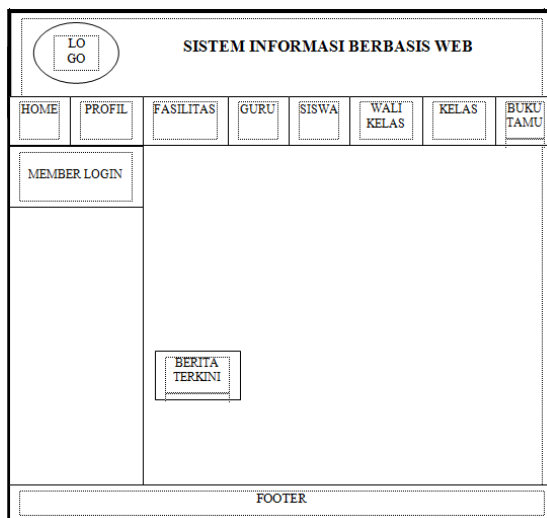 LO
GO
SISTEM INFORMASI BERBASIS WEB
HOME
PROFIL
FASILITAS
GURU
SISWA
WALI
KELAS
KELAS
BUKU
TAMU
MEMBER LOGIN
BERITA
TERKINI
FOOTER